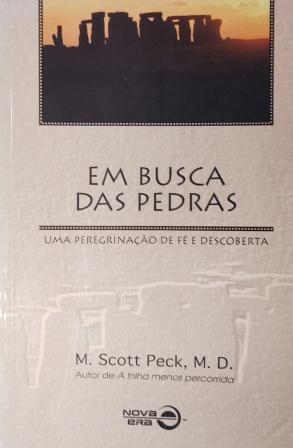 EM BUSCA
DAS PEDRAS
UMA PEREGRINAÇÃO DE FÉ E DESCOBERTA
M. Scott Peck, M. D.
Autor de A trilha menos percorrida
NOVA
ERA